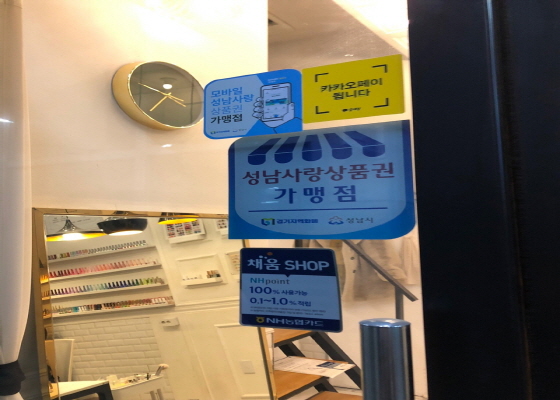 모바일
성남사랑
상품권
가맹점
카카오페이
됩니다
성남사랑상품권
가맹점
경기지역화폐
성남시
채움 SHOP
NHpoint
100% 사용가능
0.1~1.0% 적립
NH농협카드